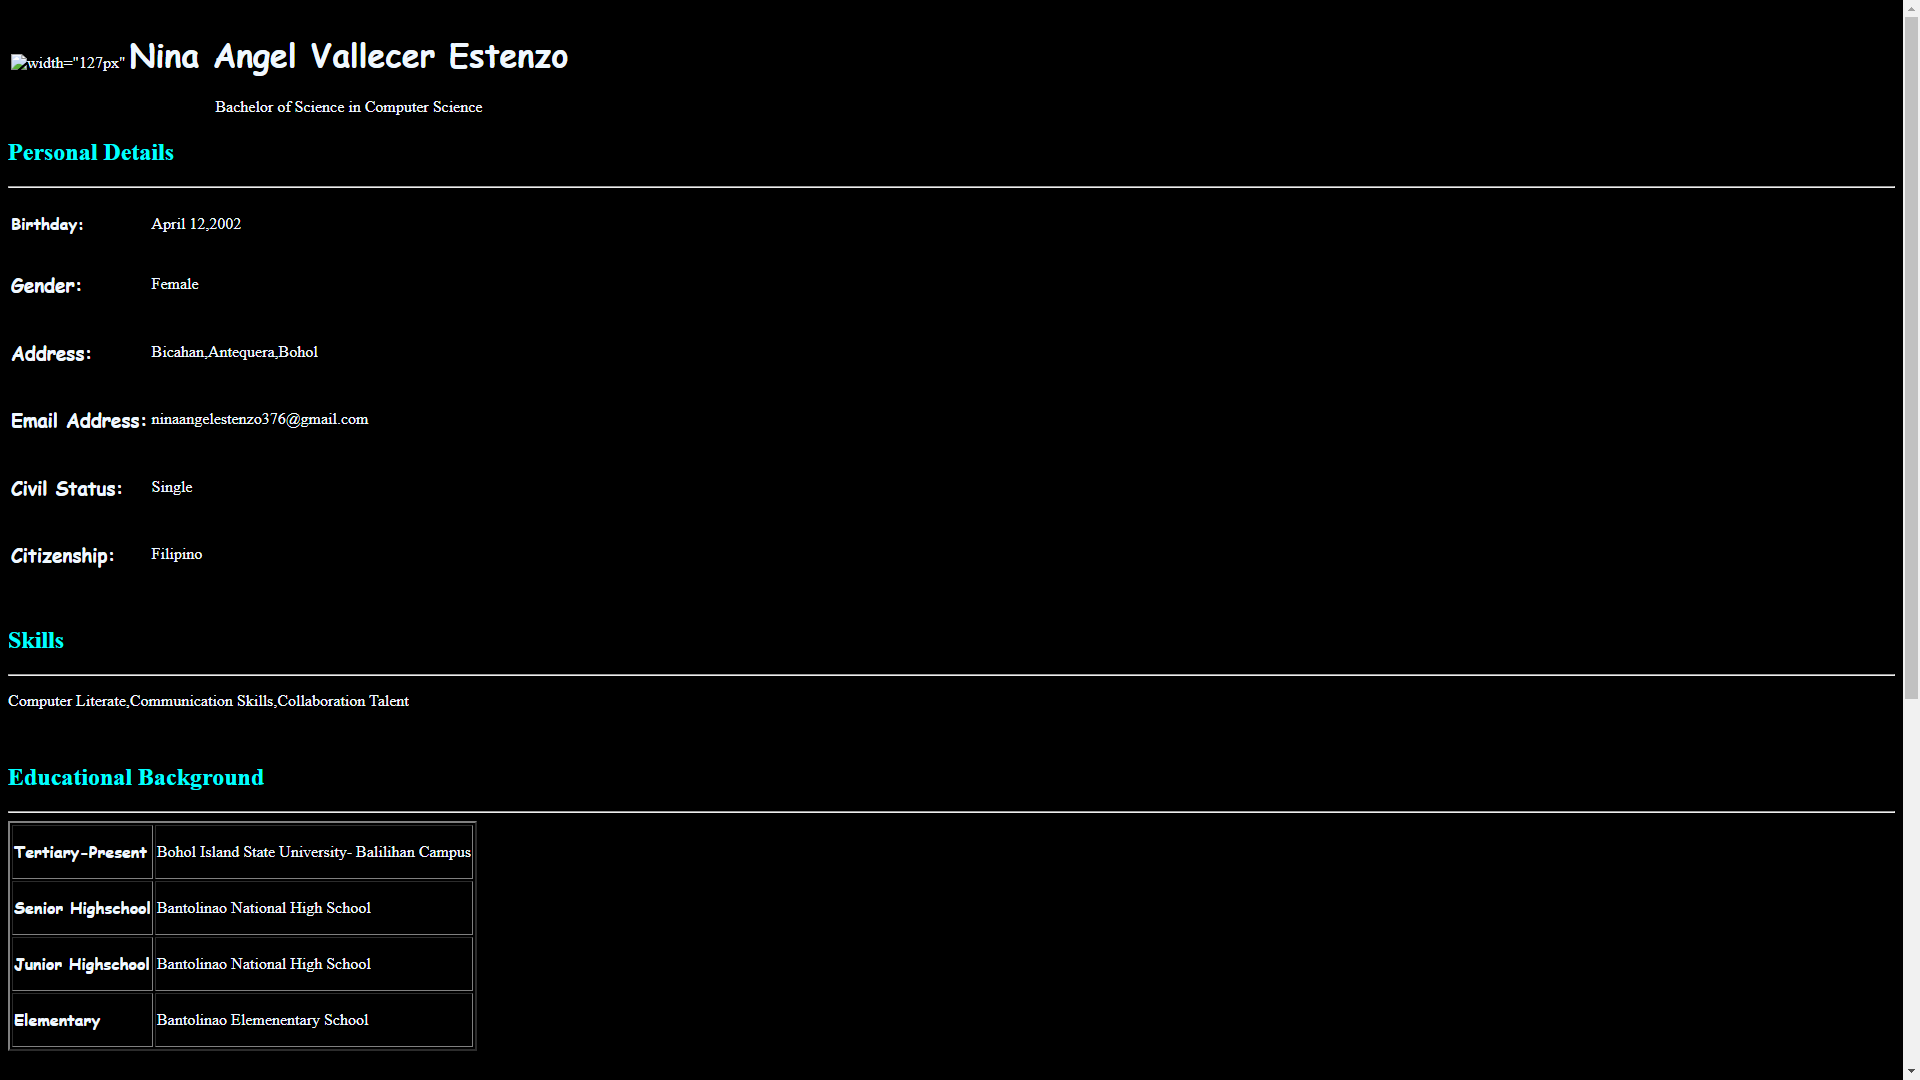 width="127px" Nina Angel Vallecer Estenzo
Bachelor of Science in Computer Science
Personal Details
Birthday: April 12,2002
Gender: Female
Address: Bicahan,Antequera,Bohol
Email Address: ninaangelestenzo376@gmail.com
Civil Status: Single
Citizenship: Filipino
Skills
Computer Literate,Communication Skills,Collaboration Talent
Educational Background
Tertiary-Present Bohol Island State University- Balilihan Campus
Senior Highschool Bantolinao National High School
Junior Highschool Bantolinao National High School
Elementary Bantolinao Elemenentary School